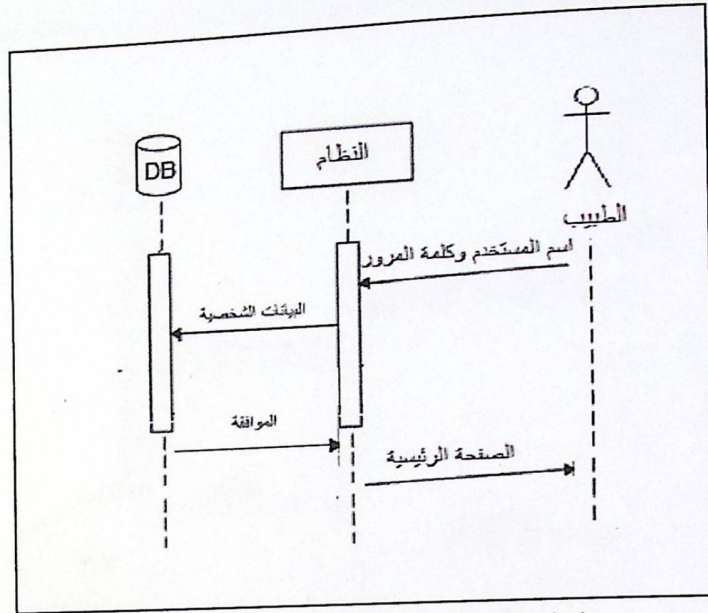 DB
النظام
الطبيب
اسم المستخدم وكلمة المرور
البيانات الشخصية
الموافقة
الصفحة الرئيسية